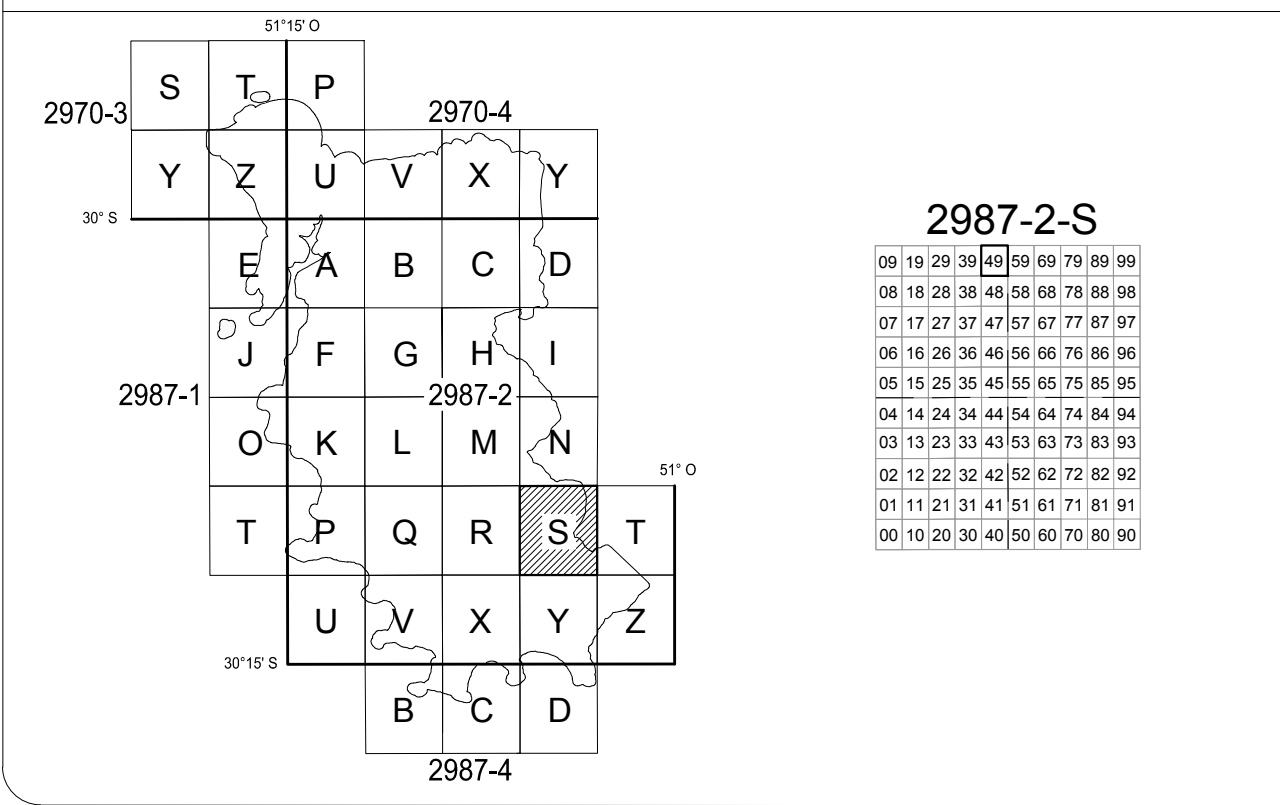 51°15' O
S T P
2970-3
2970-4
Y Z U V X Y
30° S
E A B C D
J F G H I
2987-1
2987-2
O K L M N
51° O
T P Q R S T
U V X Y Z
30°15' S
B C D
2987-4
2987-2-S
09 19 29 39 49 59 69 79 89 99
08 18 28 38 48 58 68 78 88 98
07 17 27 37 47 57 67 77 87 97
06 16 26 36 46 56 66 76 86 96
05 15 25 35 45 55 65 75 85 95
04 14 24 34 44 54 64 74 84 94
03 13 23 33 43 53 63 73 83 93
02 12 22 32 42 52 62 72 82 92
01 11 21 31 41 51 61 71 81 91
00 10 20 30 40 50 60 70 80 90